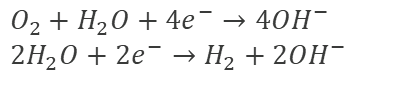 O₂ + H₂O + 4e⁻ → 4OH⁻
2H₂O + 2e⁻ → H₂ + 2OH⁻